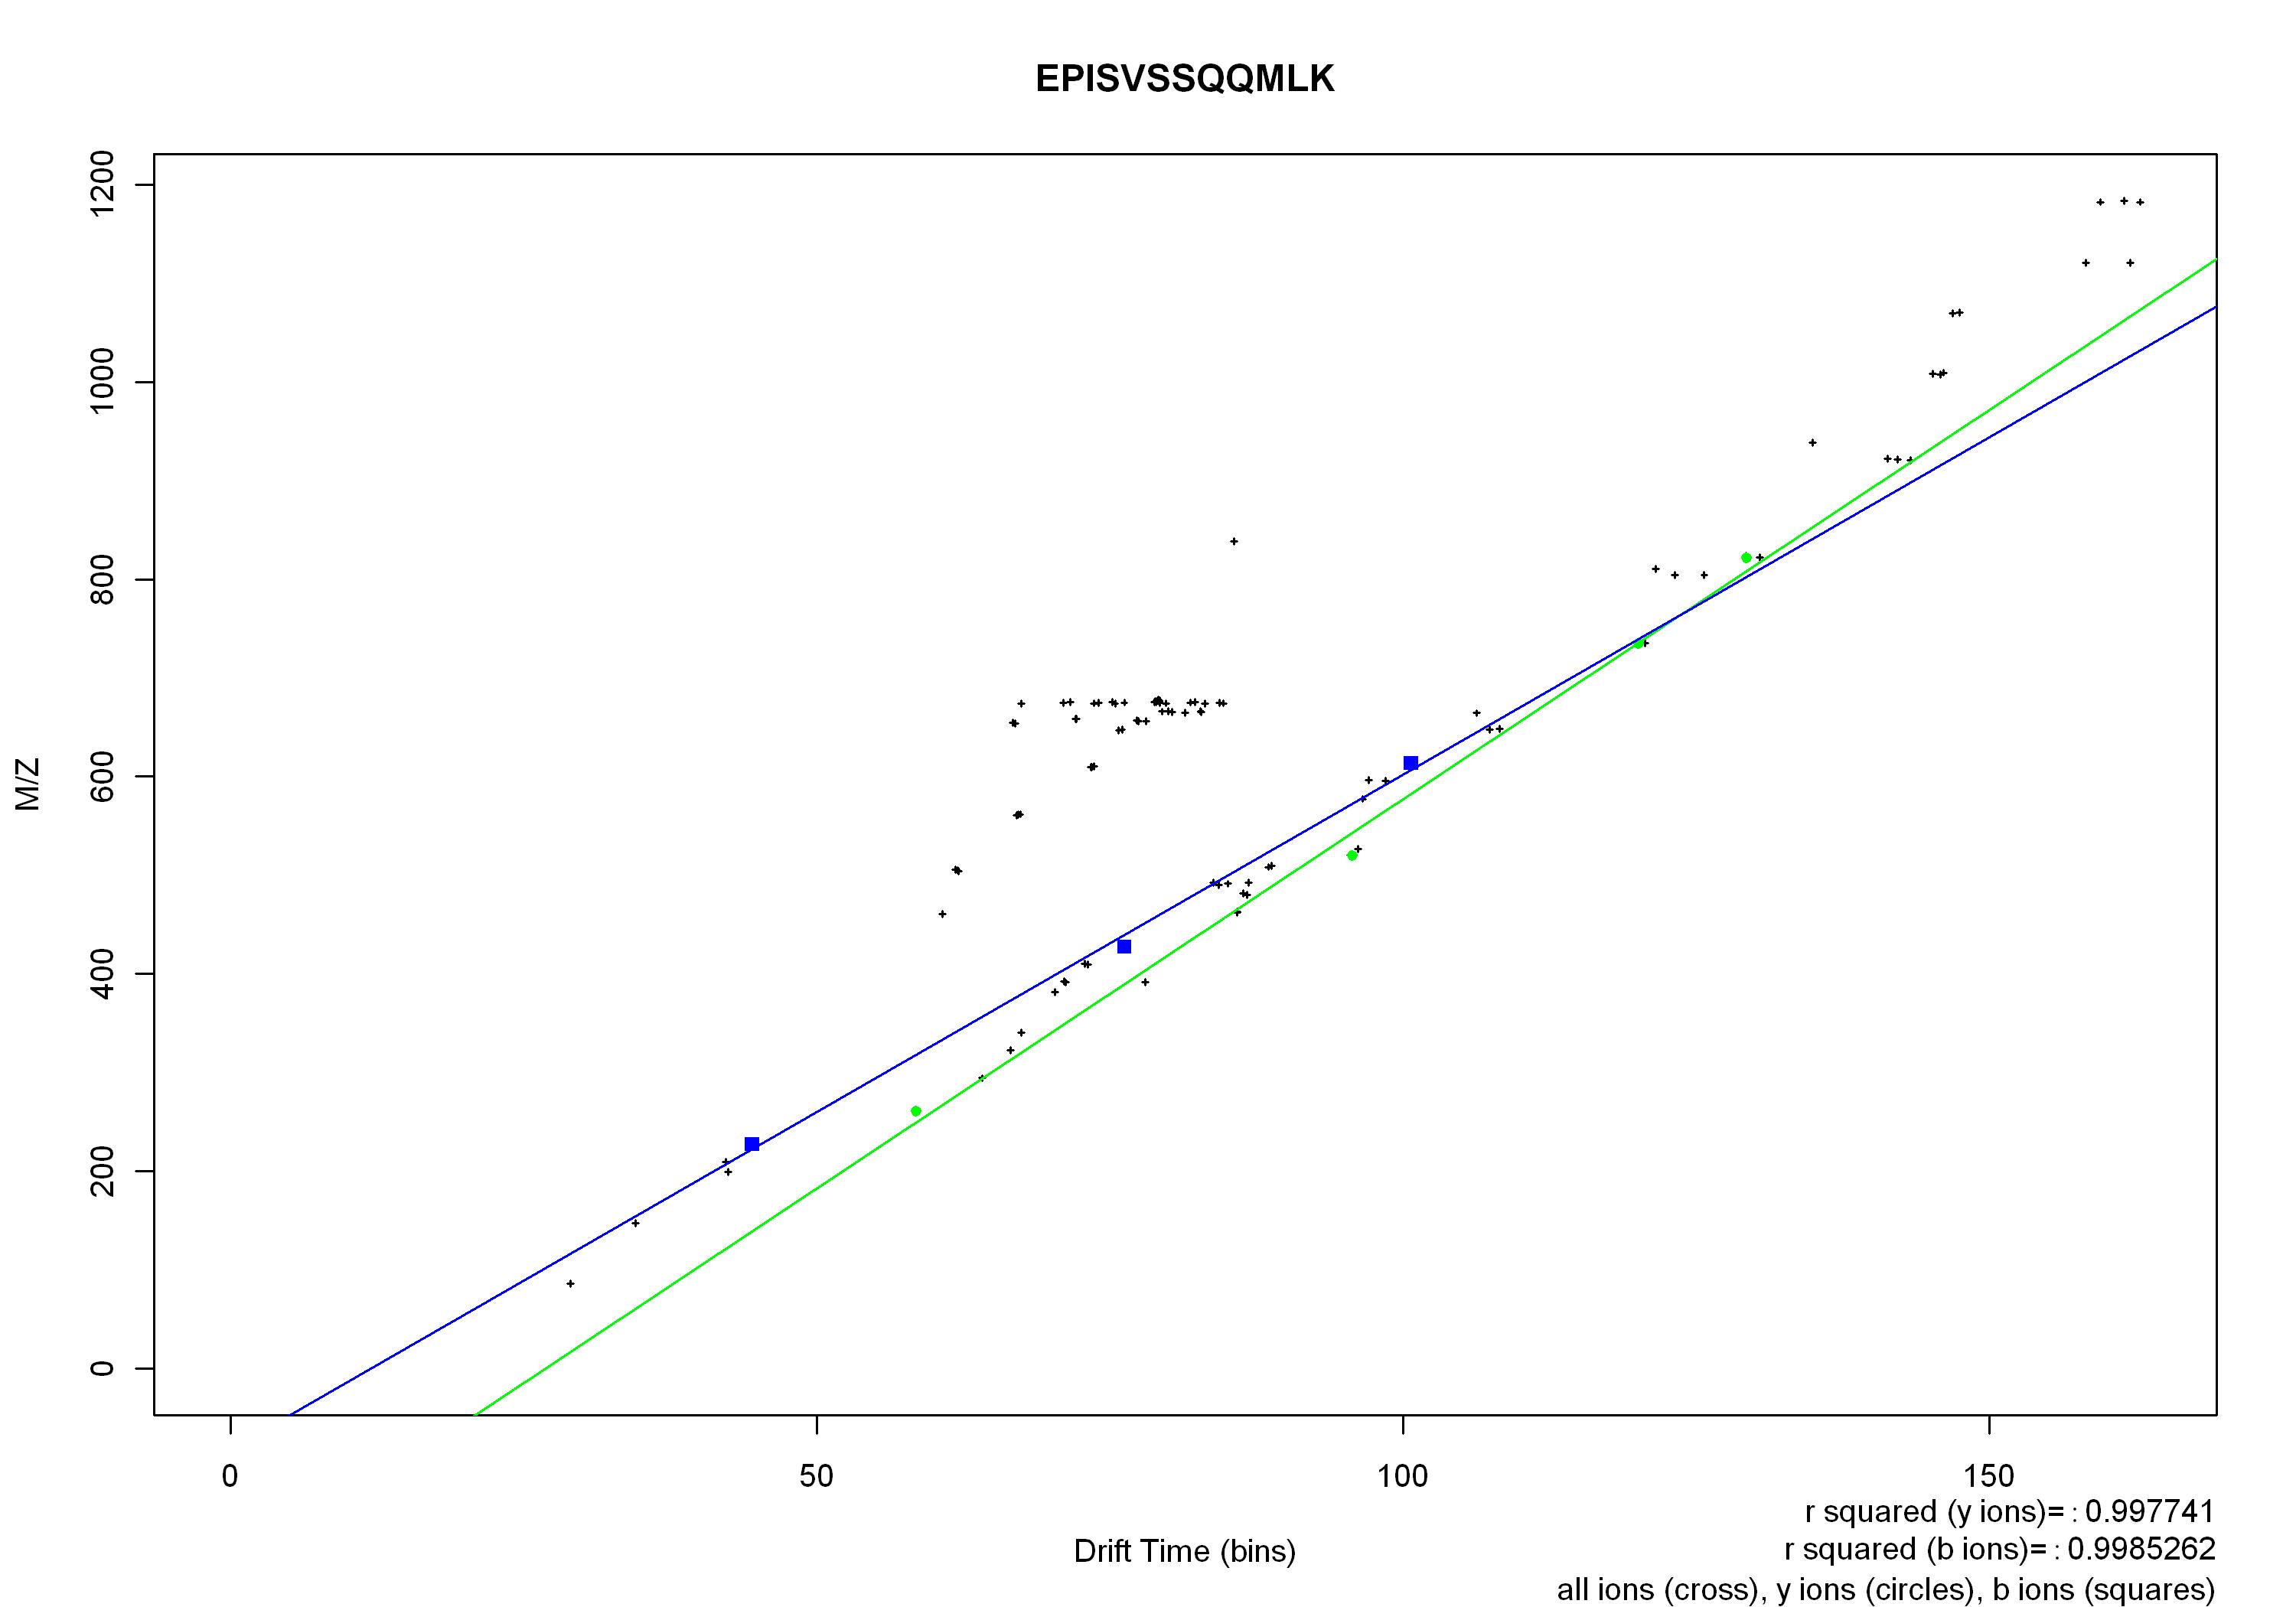 EPISVSSQQMLK
1200
1000
800
600
400
200
0
M/Z
0 50 100 150
Drift Time (bins)
r squared (y ions)= : 0.997741
r squared (b ions)= : 0.9985262
all ions (cross), y ions (circles), b ions (squares)